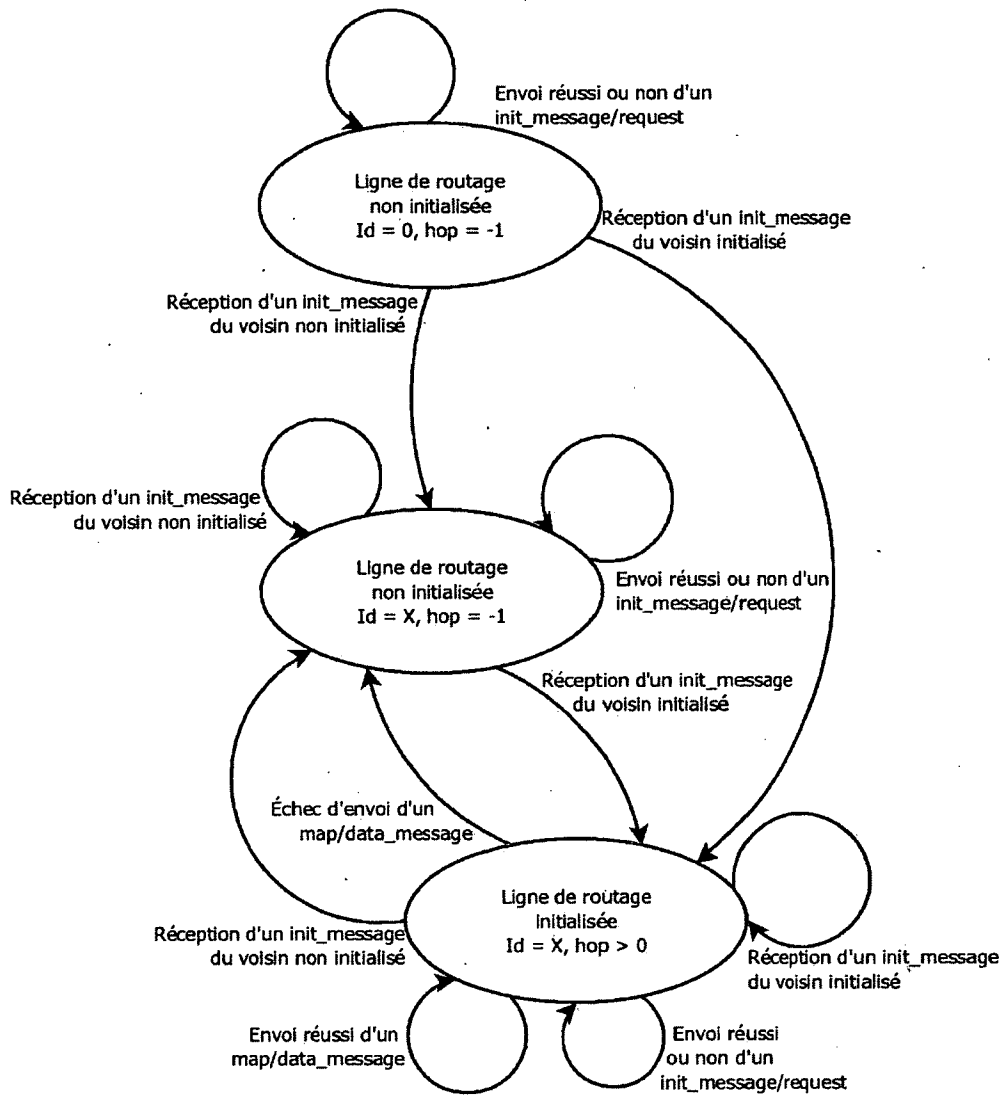 Envoi réussi ou non d'un
init_message/request
Ligne de routage
non initialisée
Id = 0, hop = -1
Réception d'un init_message
du voisin initialisé
Réception d'un init_message
du voisin non initialisé
Réception d'un init_message
du voisin non initialisé
Ligne de routage
non initialisée
Id = X, hop = -1
Envoi réussi ou non d'un
init_message/request
Réception d'un init_message
du voisin initialisé
Échec d'envoi d'un
map/data_message
Ligne de routage
initialisée
Id = X, hop > 0
Réception d'un init_message
du voisin non initialisé
Réception d'un init_message
du voisin initialisé
Envoi réussi d'un
map/data_message
Envoi réussi
ou non d'un
init_message/request